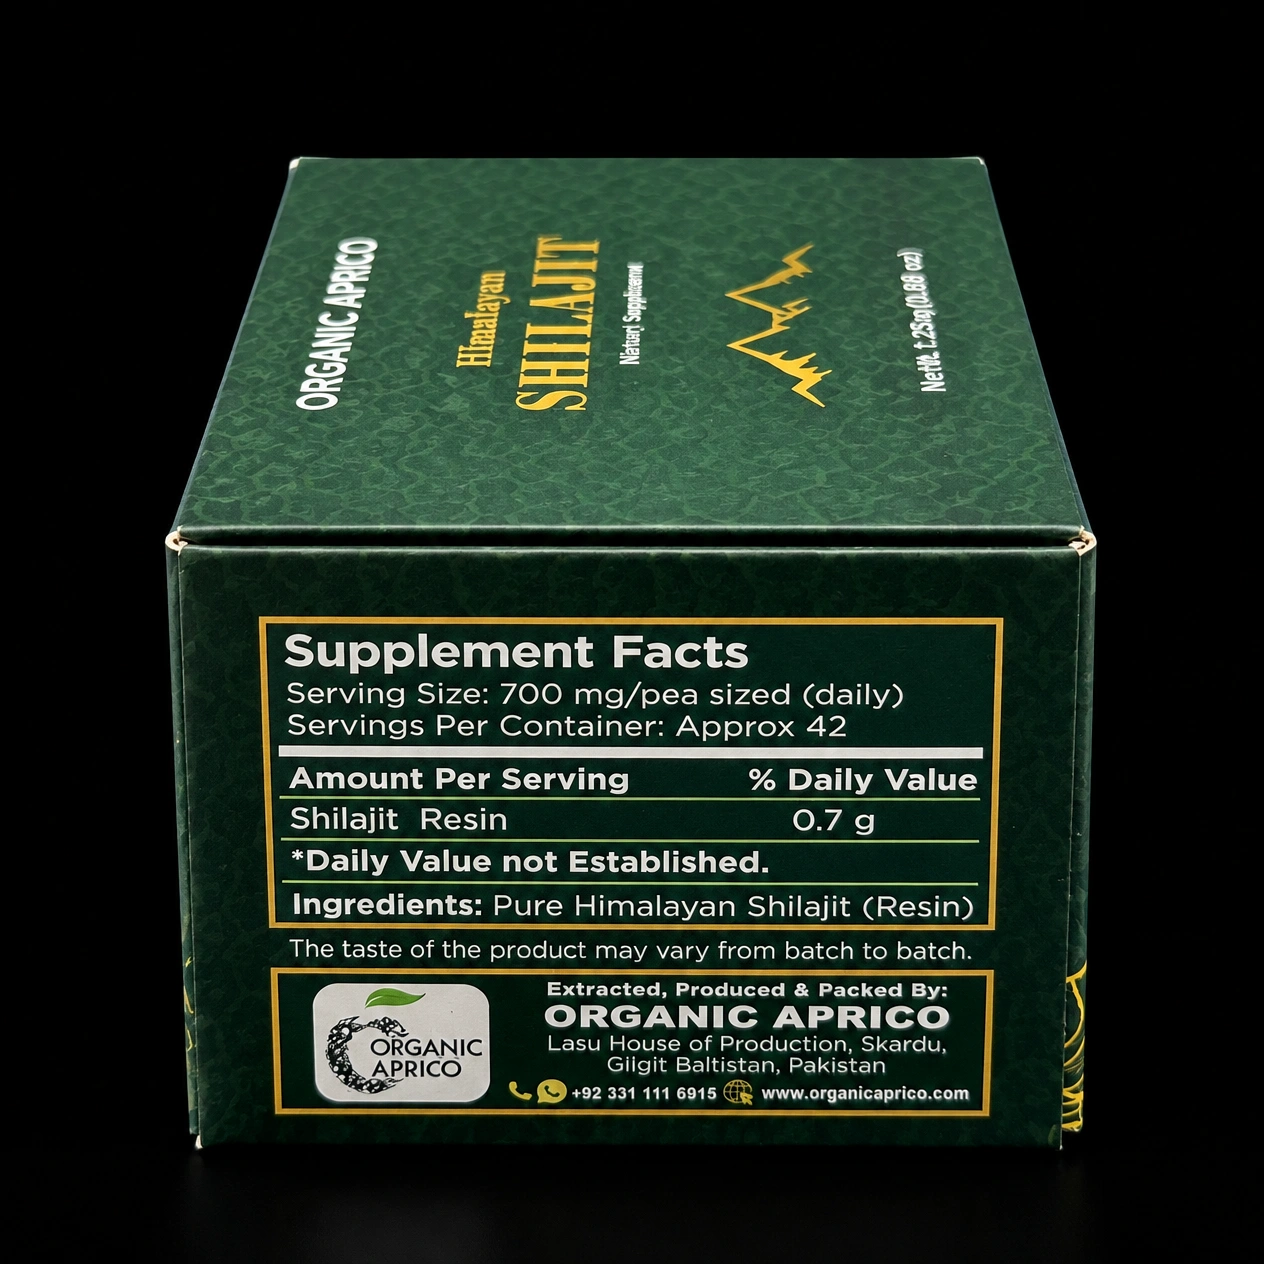 ORGANIC APRICO
Himalayan
SHILAJIT
Supplement Facts
Serving Size: 700 mg/pea sized (daily)
Servings Per Container: Approx 42
Amount Per Serving % Daily Value
Shilajit Resin 0.7 g
*Daily Value not Established.
Ingredients: Pure Himalayan Shilajit (Resin)
The taste of the product may vary from batch to batch.
ORGANIC
APRICO
Extracted, Produced & Packed By:
ORGANIC APRICO
Lasu House of Production, Skardu,
Gilgit Baltistan, Pakistan
+92 331 111 6915 www.organicaprico.com